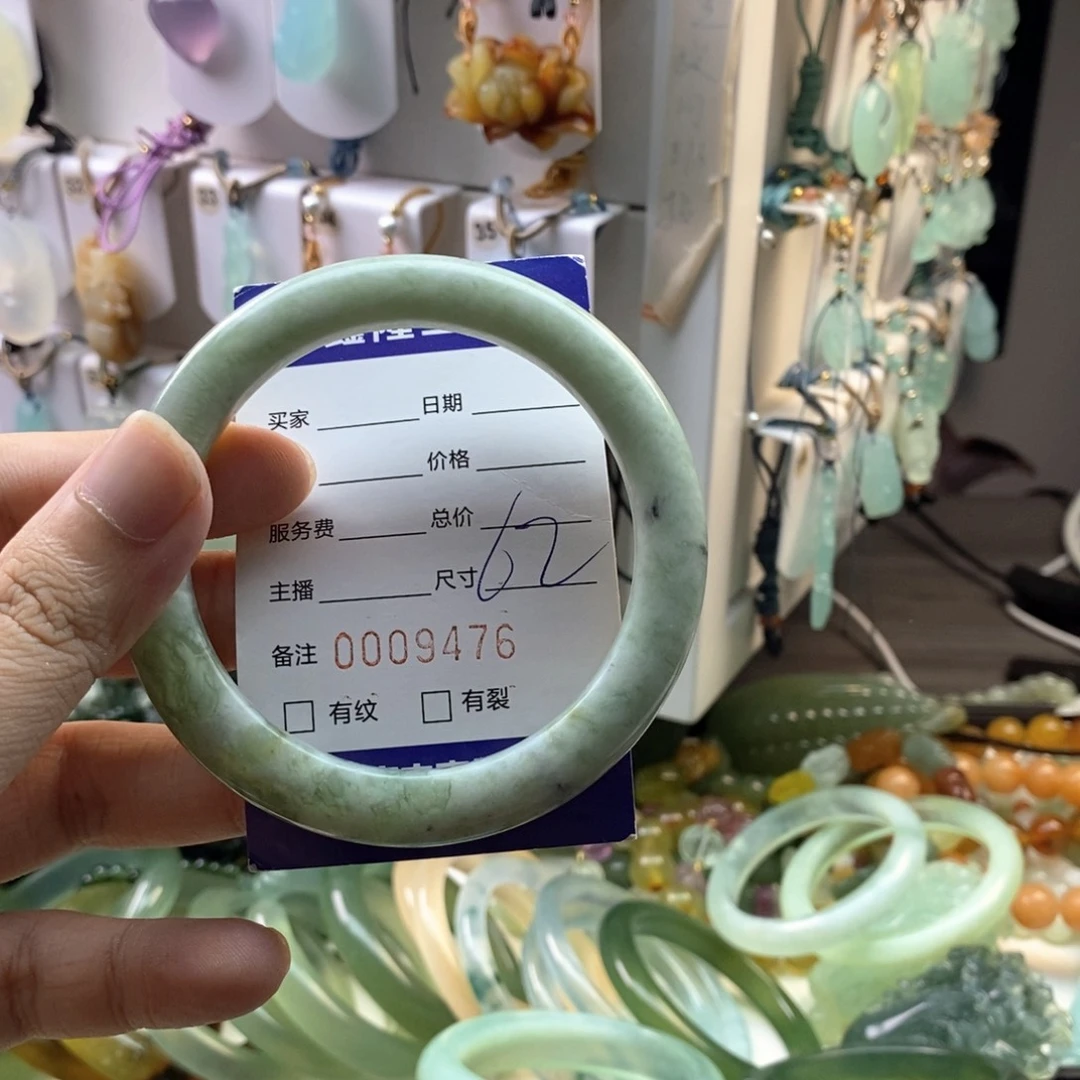 买家 日期
价格
服务费 总价
主播 尺寸 62
备注 0009476
有纹 有裂